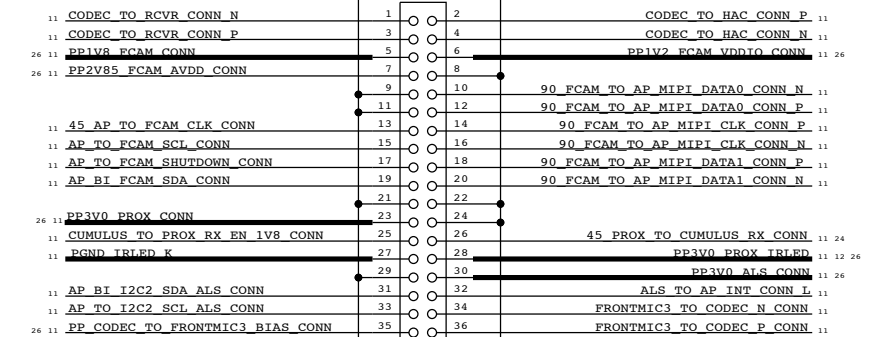 11 CODEC_TO_RCVR_CONN_N 1 2 CODEC_TO_HAC_CONN_P 11
11 CODEC_TO_RCVR_CONN_P 3 4 CODEC_TO_HAC_CONN_N 11
26 11 PP1V8_FCAM_CONN 5 6 PP1V2_FCAM_VDDIO_CONN 11 26
26 11 PP2V85_FCAM_AVDD_CONN 7 8
9 10 90_FCAM_TO_AP_MIPI_DATA0_CONN_N 11
11 12 90_FCAM_TO_AP_MIPI_DATA0_CONN_P 11
11 45_AP_TO_FCAM_CLK_CONN 13 14 90_FCAM_TO_AP_MIPI_CLK_CONN_P 11
11 AP_TO_FCAM_SCL_CONN 15 16 90_FCAM_TO_AP_MIPI_CLK_CONN_N 11
11 AP_TO_FCAM_SHUTDOWN_CONN 17 18 90_FCAM_TO_AP_MIPI_DATA1_CONN_P 11
11 AP_BI_FCAM_SDA_CONN 19 20 90_FCAM_TO_AP_MIPI_DATA1_CONN_N 11
21 22
26 11 PP3V0_PROX_CONN 23 24
11 CUMULUS_TO_PROX_RX_EN_1V8_CONN 25 26 45_PROX_TO_CUMULUS_RX_CONN 11 24
11 PGND_IRLED_K 27 28 PP3V0_PROX_IRLED 11 12 26
29 30 PP3V0_ALS_CONN 11 26
11 AP_BI_I2C2_SDA_ALS_CONN 31 32 ALS_TO_AP_INT_CONN_L 11
11 AP_TO_I2C2_SCL_ALS_CONN 33 34 FRONTMIC3_TO_CODEC_N_CONN 11
26 11 PP_CODEC_TO_FRONTMIC3_BIAS_CONN 35 36 FRONTMIC3_TO_CODEC_P_CONN 11